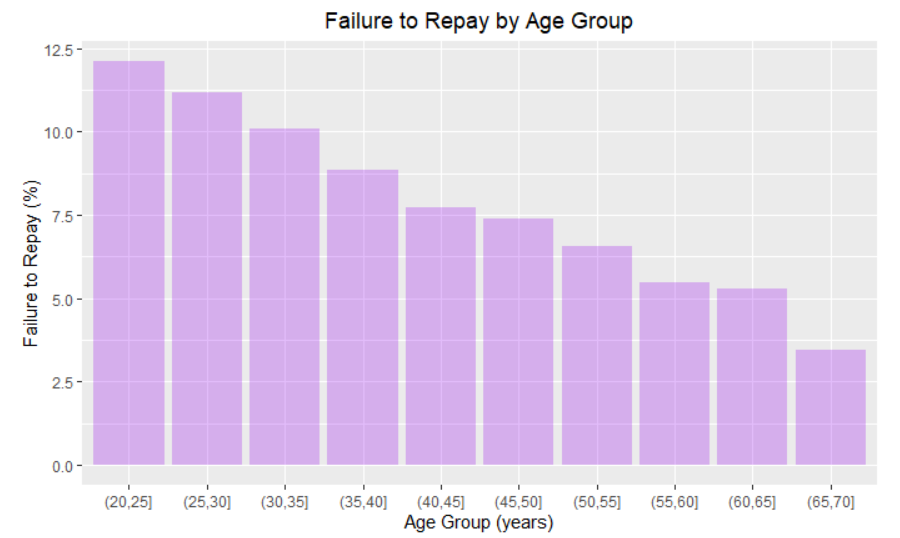 Failure to Repay by Age Group
12.5
10.0
7.5
5.0
2.5
0.0
Failure to Repay (%)
(20,25] (25,30] (30,35] (35,40] (40,45] (45,50] (50,55] (55,60] (60,65] (65,70]
Age Group (years)